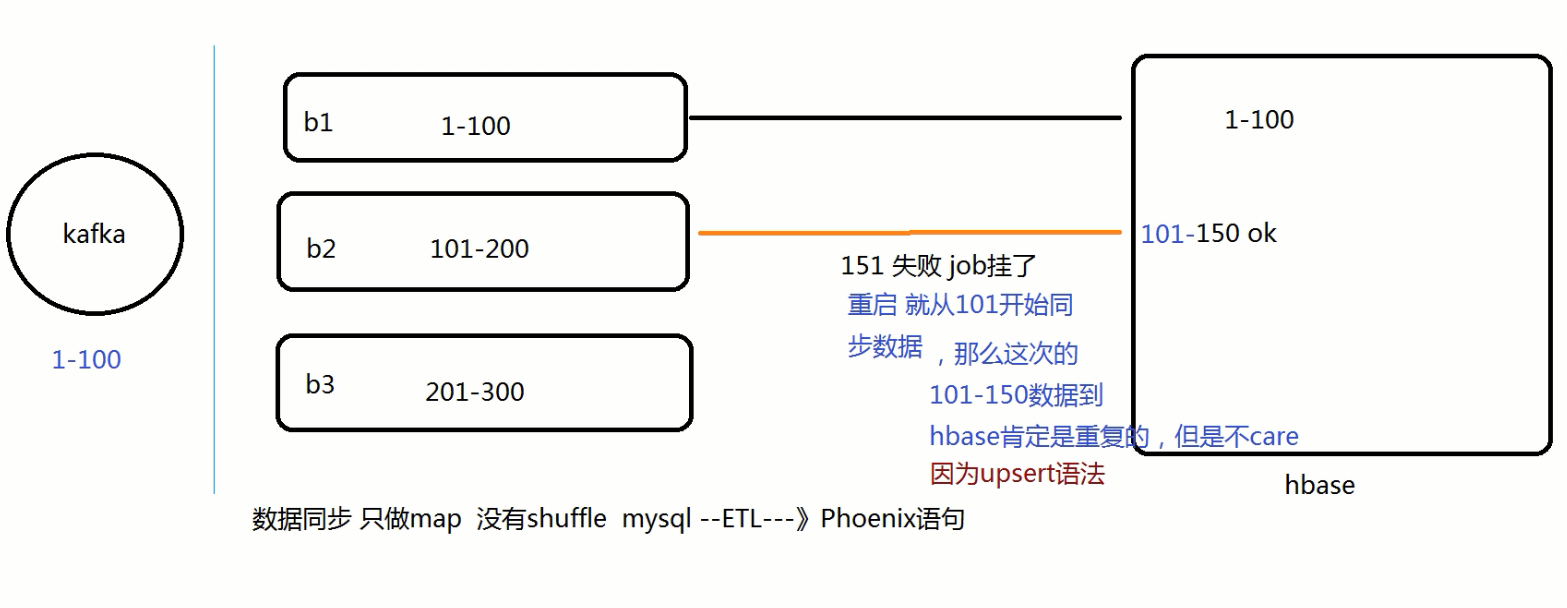 kafka
1-100
b1
1-100
b2
101-200
b3
201-300
1-100
101-150 ok
151 失败 job挂了
重启 就从101开始同
步数据 ，那么这次的
101-150数据到
hbase肯定是重复的，但是不care
因为upsert语法
hbase
数据同步 只做map 没有shuffle mysql --ETL---》Phoenix语句